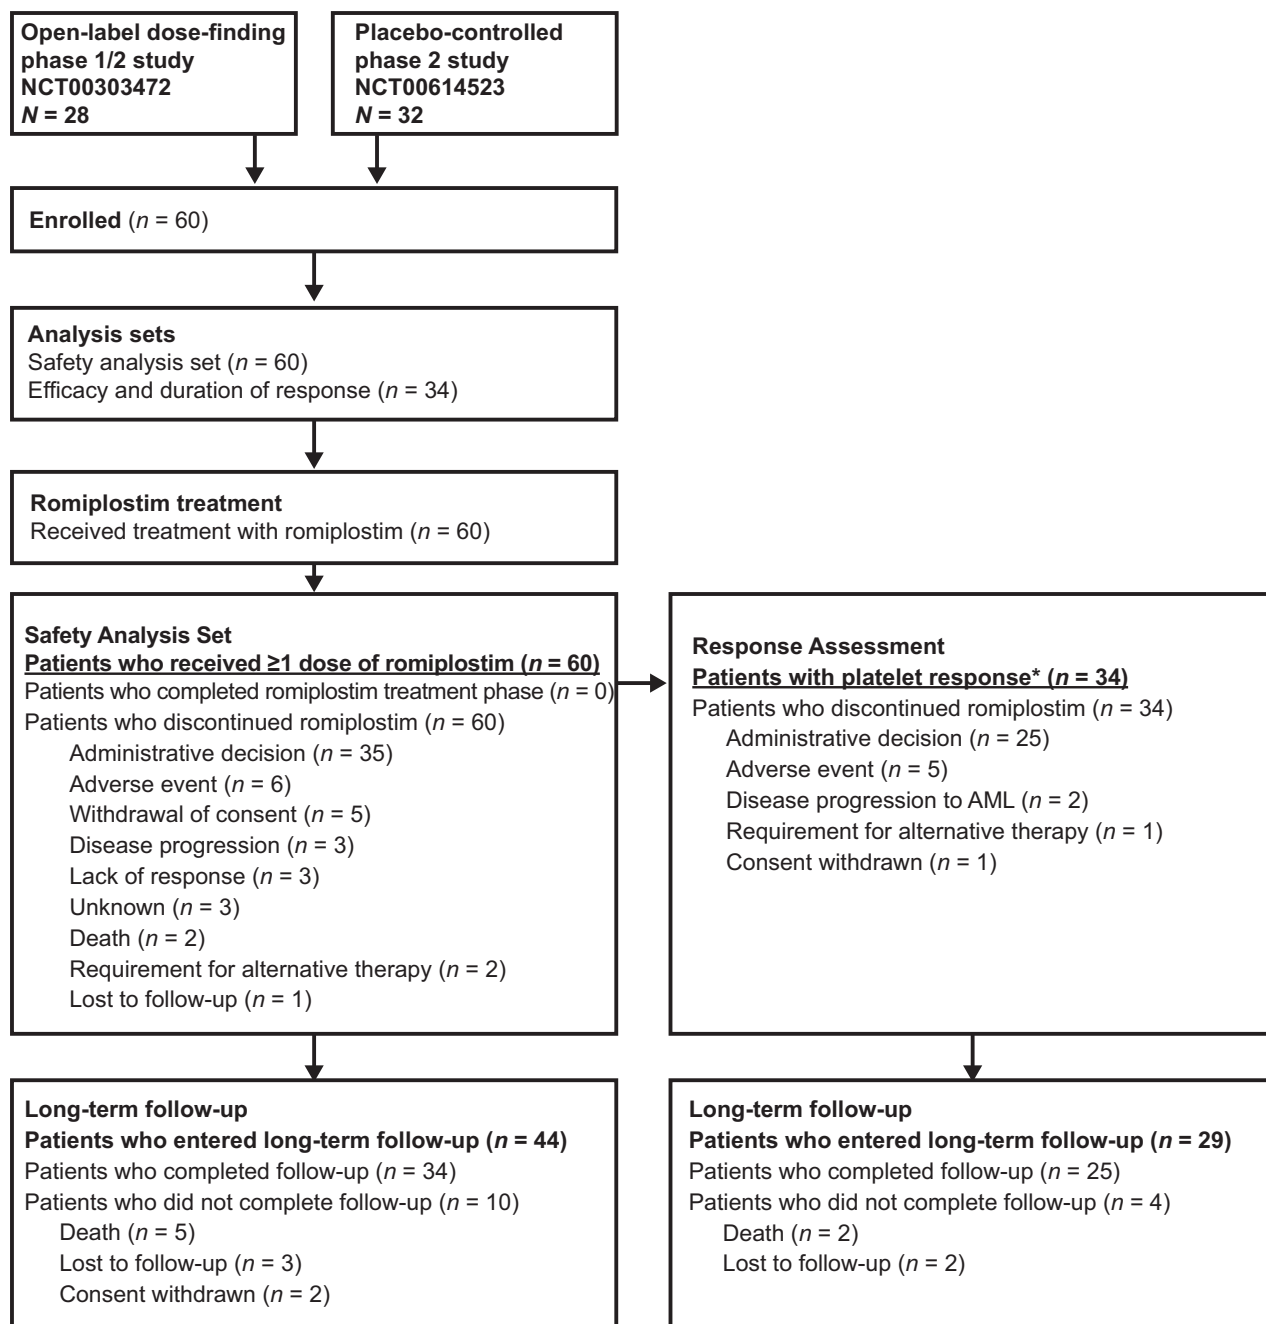 Open-label dose-finding
phase 1/2 study
NCT00303472
N = 28
Placebo-controlled
phase 2 study
NCT00614523
N = 32
Enrolled (n = 60)
Analysis sets
Safety analysis set (n = 60)
Efficacy and duration of response (n = 34)
Romiplostim treatment
Received treatment with romiplostim (n = 60)
Safety Analysis Set
Patients who received ≥1 dose of romiplostim (n = 60)
Patients who completed romiplostim treatment phase (n = 0)
Patients who discontinued romiplostim (n = 60)
Administrative decision (n = 35)
Adverse event (n = 6)
Withdrawal of consent (n = 5)
Disease progression (n = 3)
Lack of response (n = 3)
Unknown (n = 3)
Death (n = 2)
Requirement for alternative therapy (n = 2)
Lost to follow-up (n = 1)
Response Assessment
Patients with platelet response* (n = 34)
Patients who discontinued romiplostim (n = 34)
Administrative decision (n = 25)
Adverse event (n = 5)
Disease progression to AML (n = 2)
Requirement for alternative therapy (n = 1)
Consent withdrawn (n = 1)
Long-term follow-up
Patients who entered long-term follow-up (n = 44)
Patients who completed follow-up (n = 34)
Patients who did not complete follow-up (n = 10)
Death (n = 5)
Lost to follow-up (n = 3)
Consent withdrawn (n = 2)
Long-term follow-up
Patients who entered long-term follow-up (n = 29)
Patients who completed follow-up (n = 25)
Patients who did not complete follow-up (n = 4)
Death (n = 2)
Lost to follow-up (n = 2)